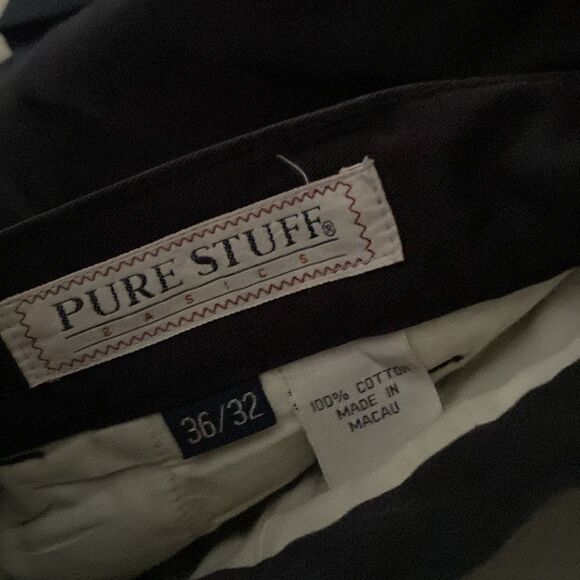 PURE STUFF®
BASICS
36/32
100% COTTON
MADE IN
MACAU